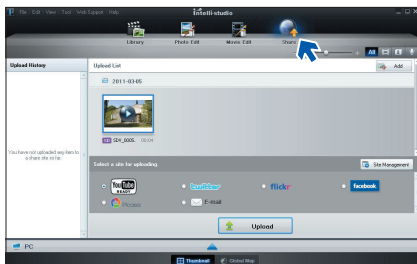 File Edit View Tool Web Support Help
Intelli-studio
Library Photo Edit Movie Edit Share
All
Upload History
Upload List
Add
2011-03-05
SD4_0005. 00:04
You have not uploaded any item to a share site so far.
Select a site for uploading.
Site Management
YouTube READY
twitter
flickr
facebook
Picasa
E-mail
Upload
PC
Thumbnail Global Map